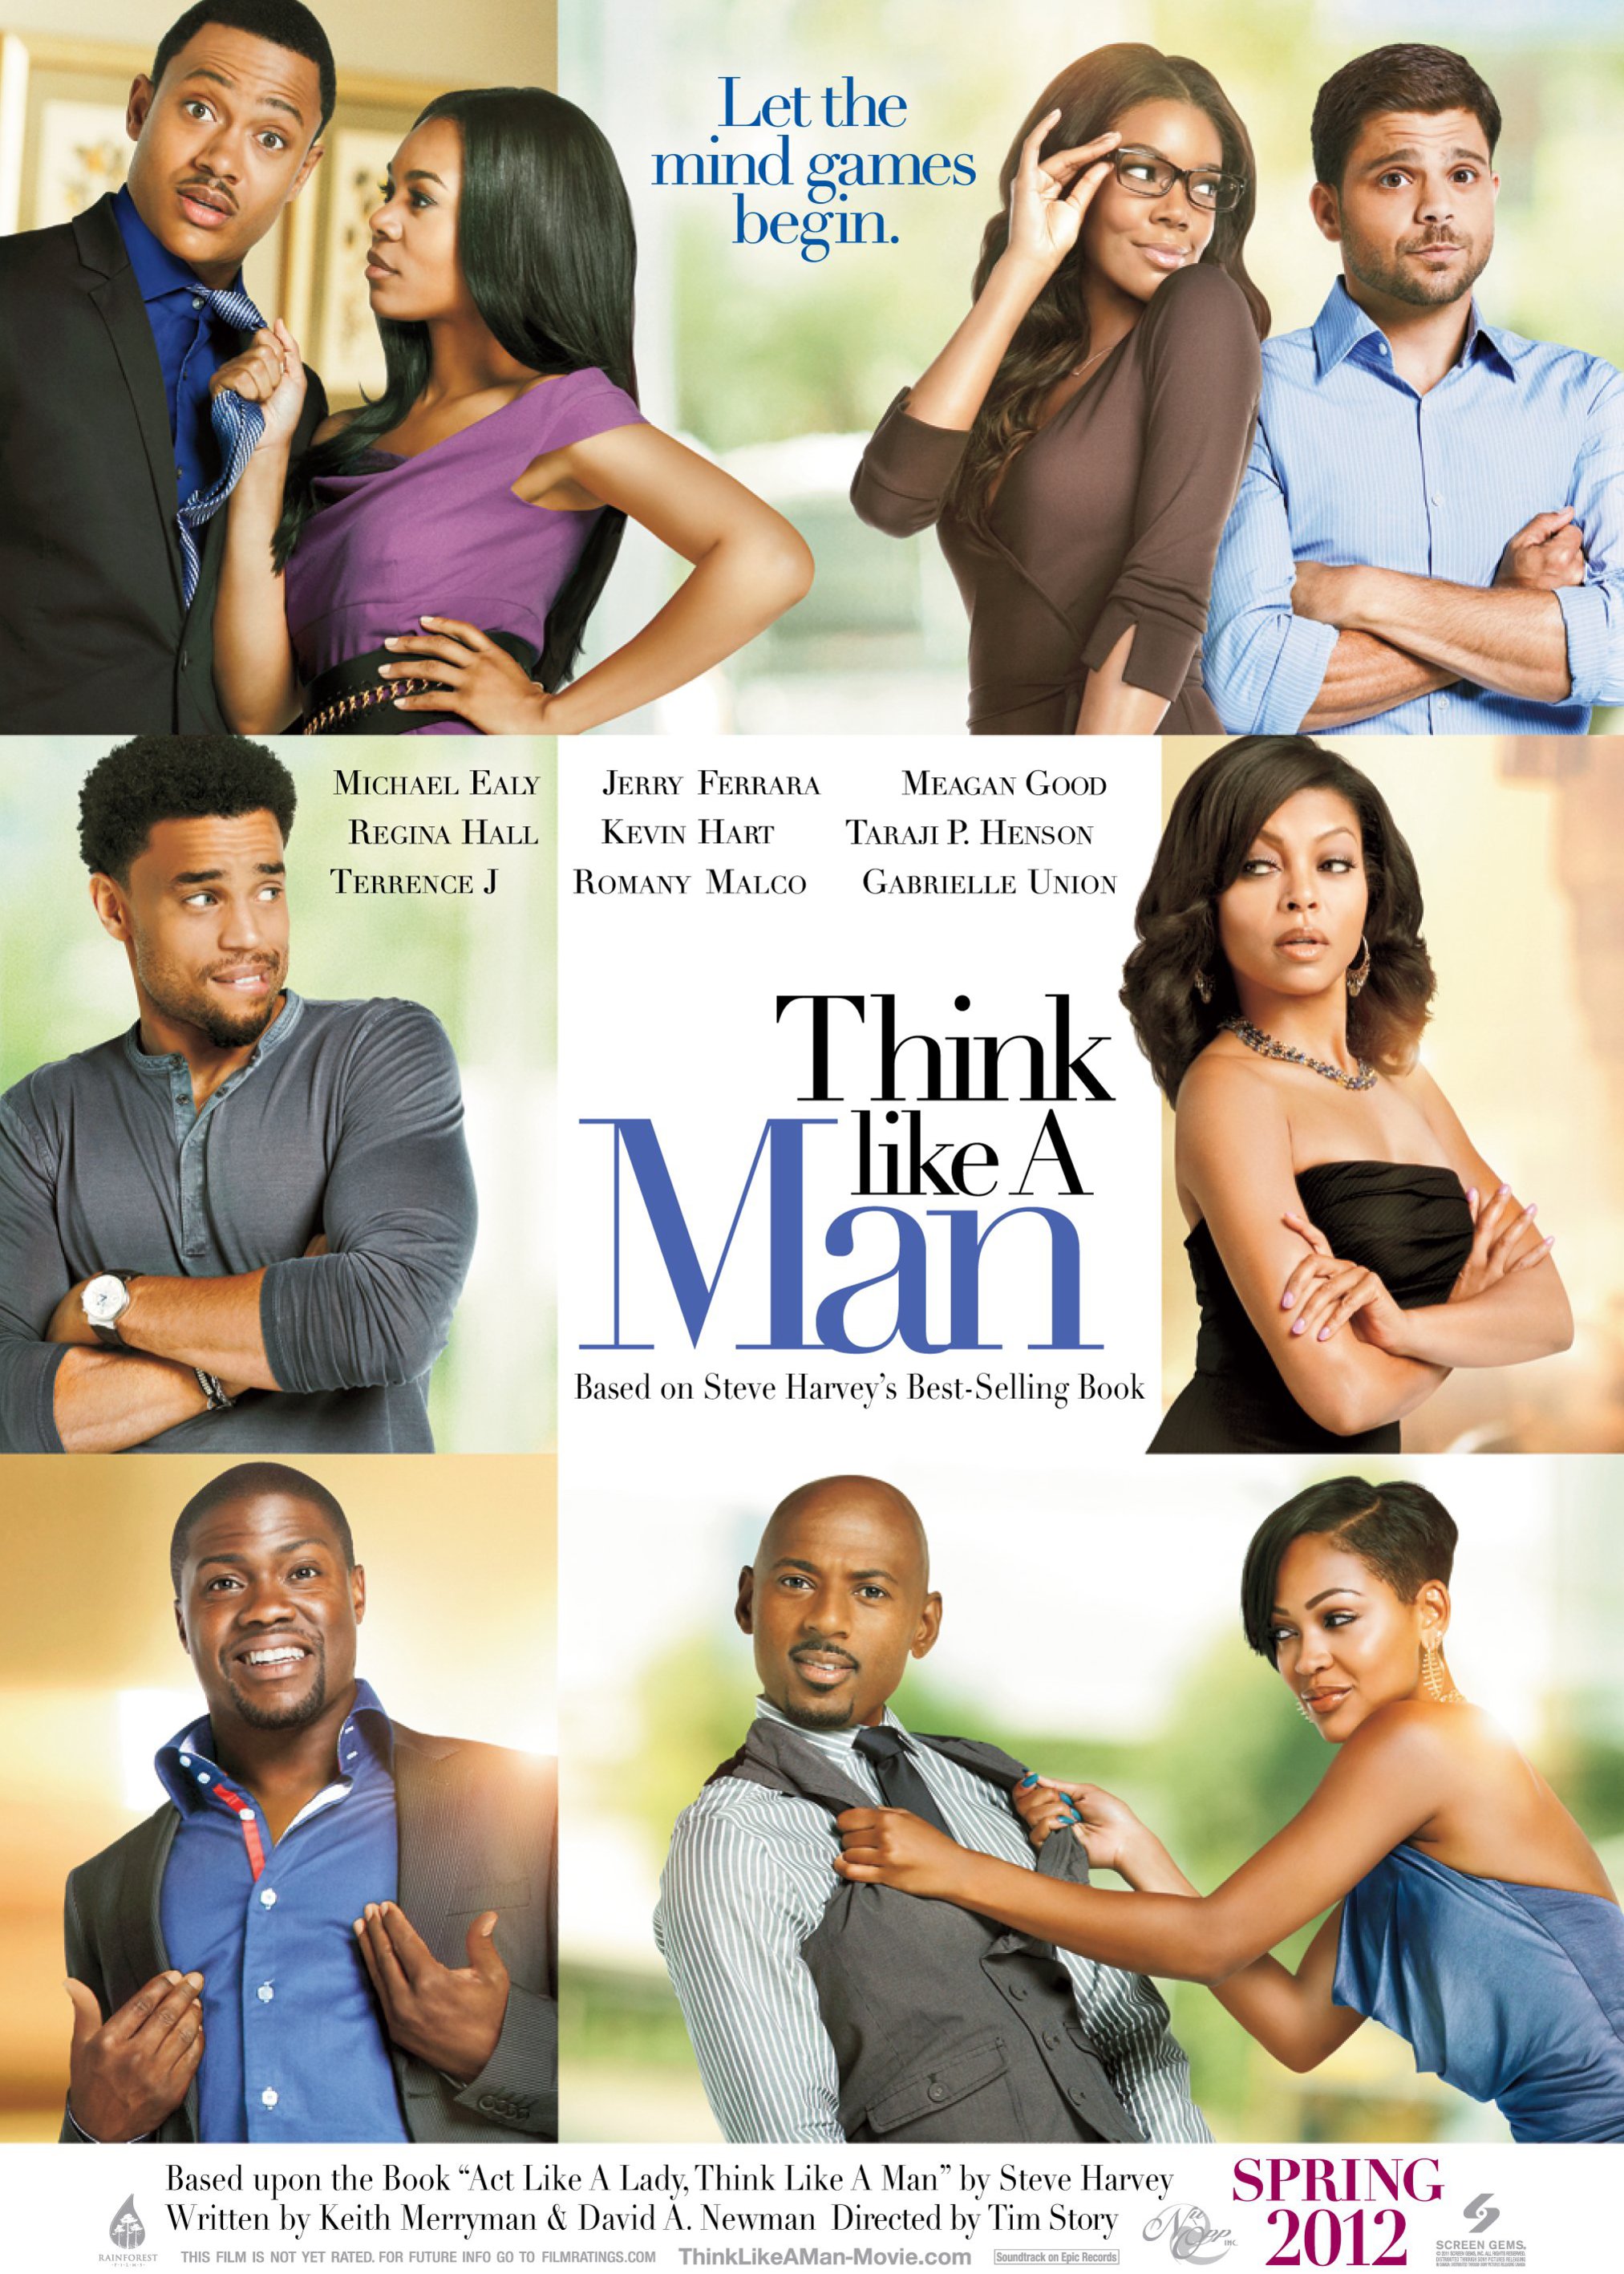 Let the
mind games
begin.
MICHAEL EALY JERRY FERRARA MEAGAN GOOD
REGINA HALL KEVIN HART TARAJI P. HENSON
TERRENCE J ROMANY MALCO GABRIELLE UNION
Think
like A
Man
Based on Steve Harvey's Best-Selling Book
Based upon the Book “Act Like A Lady, Think Like A Man” by Steve Harvey
Written by Keith Merryman & David A. Newman Directed by Tim Story
SPRING
2012
RAINFOREST
FILMS
THIS FILM IS NOT YET RATED. FOR FUTURE INFO GO TO FILMRATINGS.COM
ThinkLikeAMan-Movie.com
Soundtrack on Epic Records
INC.
SCREEN GEMS.